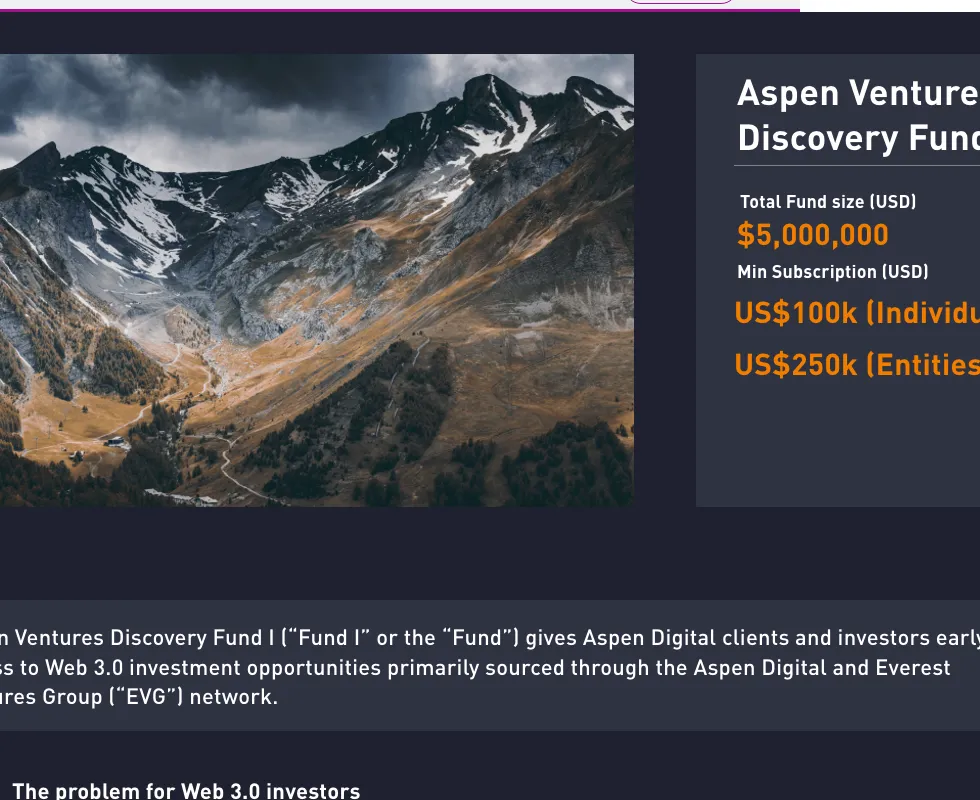 Aspen Venture
Discovery Fund
Total Fund size (USD)
$5,000,000
Min Subscription (USD)
US$100k (Individu
US$250k (Entities
n Ventures Discovery Fund I (“Fund I” or the “Fund”) gives Aspen Digital clients and investors early
ss to Web 3.0 investment opportunities primarily sourced through the Aspen Digital and Everest
ures Group (“EVG”) network.
The problem for Web 3.0 investors